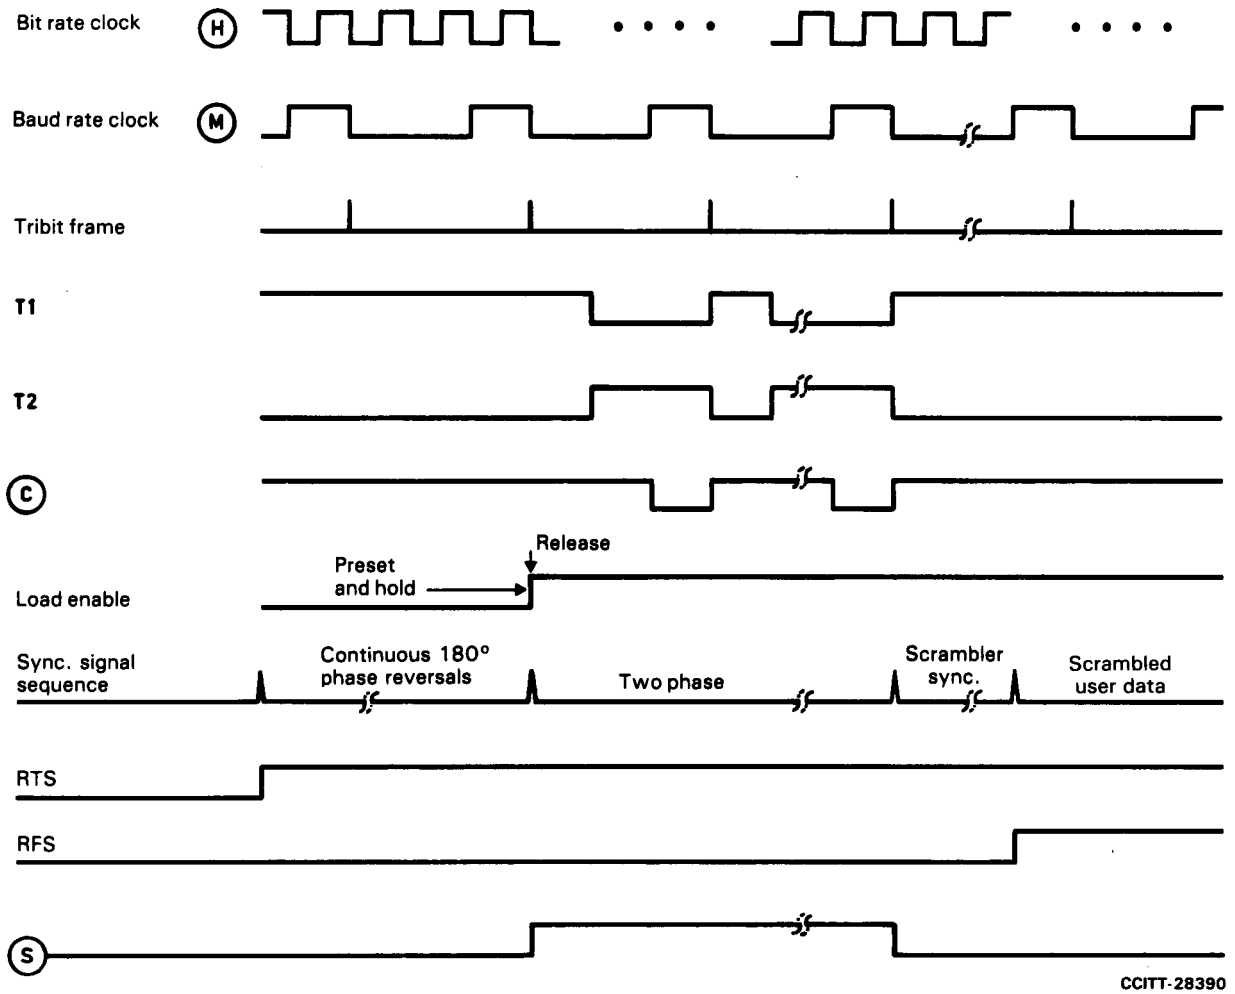 Bit rate clock H
Baud rate clock M
Tribit frame
T1
T2
C
Release
Preset
and hold
Load enable
Sync. signal
sequence
Continuous 180°
phase reversals
Two phase
Scrambler
sync.
Scrambled
user data
RTS
RFS
S
CCITT-28390